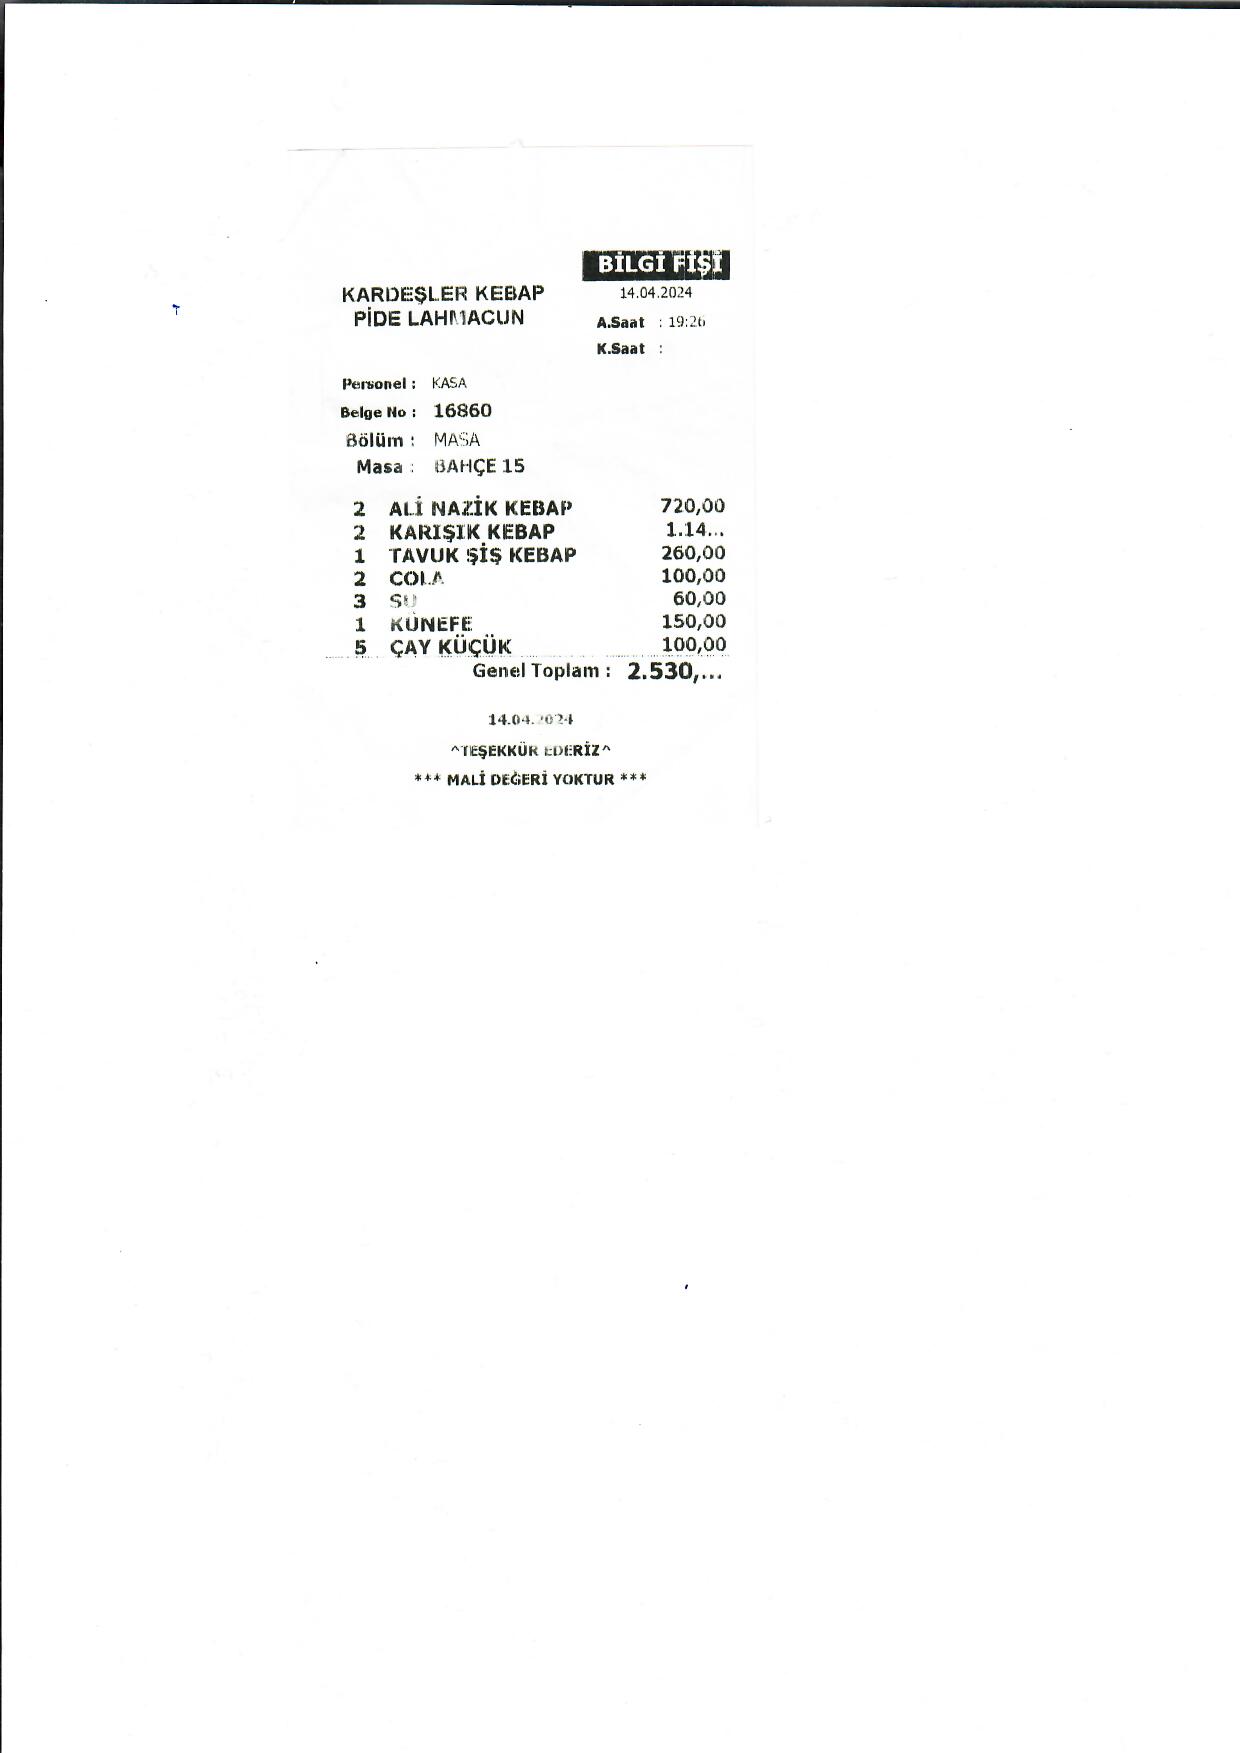 BİLGİ FİŞİ
KARDEŞLER KEBAP
PİDE LAHMACUN
14.04.2024
A.Saat : 19:26
K.Saat :
Personel : KASA
Belge No : 16860
Bölüm : MASA
Masa : BAHÇE 15
2 ALİ NAZİK KEBAP 720,00
2 KARIŞIK KEBAP 1.14...
1 TAVUK ŞİŞ KEBAP 260,00
2 COLA 100,00
3 SU 60,00
1 KÜNEFE 150,00
5 ÇAY KÜÇÜK 100,00
Genel Toplam : 2.530,...
14.04.2024
^TEŞEKKÜR EDERİZ^
*** MALİ DEĞERİ YOKTUR ***